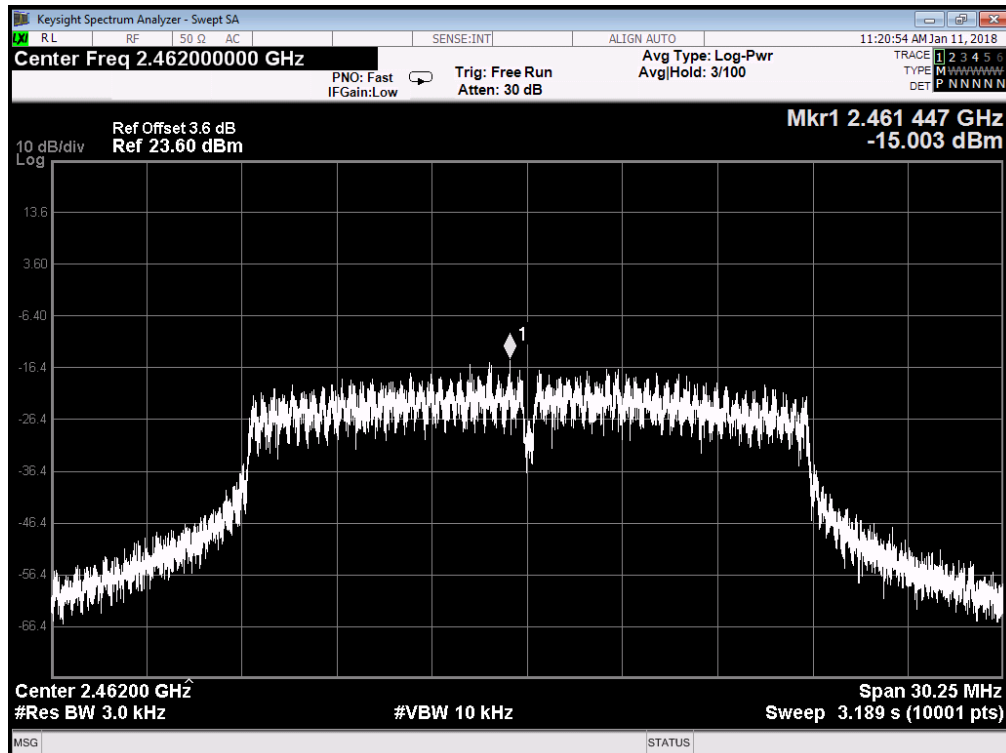 Keysight Spectrum Analyzer - Swept SA
LXI RL RF 50 Ω AC SENSE:INT ALIGN AUTO 11:20:54 AM Jan 11, 2018
Center Freq 2.462000000 GHz
PNO: Fast
IFGain:Low
Trig: Free Run
Atten: 30 dB
Avg Type: Log-Pwr
Avg|Hold: 3/100
TRACE 1 2 3 4 5 6
TYPE M W W W W W
DET P N N N N N
Mkr1 2.461 447 GHz
-15.003 dBm
Ref Offset 3.6 dB
10 dB/div Ref 23.60 dBm
Log
13.6
3.60
1
-6.40
-16.4
-26.4
-36.4
-46.4
-56.4
-66.4
Center 2.46200 GHz Span 30.25 MHz
#Res BW 3.0 kHz #VBW 10 kHz Sweep 3.189 s (10001 pts)
MSG STATUS